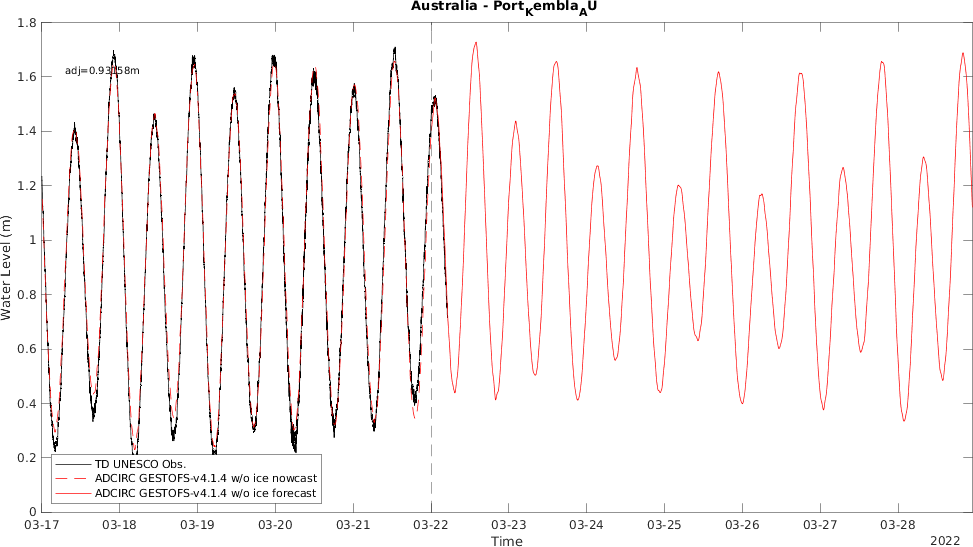 Australia - PortKemblaAU
adj=0.93158m
1.8
1.6
1.4
1.2
1
0.8
0.6
0.4
0.2
0
Water Level (m)
TD UNESCO Obs.
ADCIRC GESTOFS-v4.1.4 w/o ice nowcast
ADCIRC GESTOFS-v4.1.4 w/o ice forecast
03-17 03-18 03-19 03-20 03-21 03-22 03-23 03-24 03-25 03-26 03-27 03-28
Time
2022